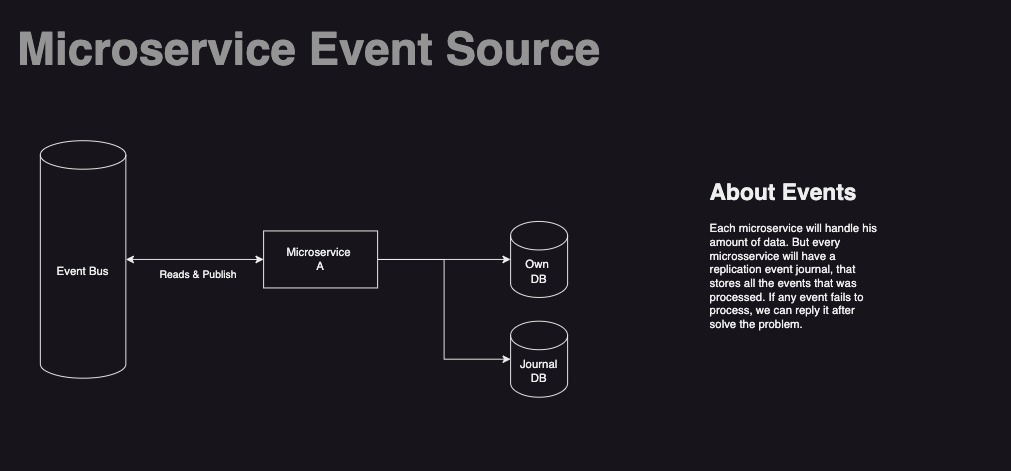 Microservice Event Source
Event Bus
Reads & Publish
Microservice
A
Own
DB
Journal
DB
About Events
Each microservice will handle his
amount of data. But every
microsservice will have a
replication event journal, that
stores all the events that was
processed. If any event fails to
process, we can reply it after
solve the problem.